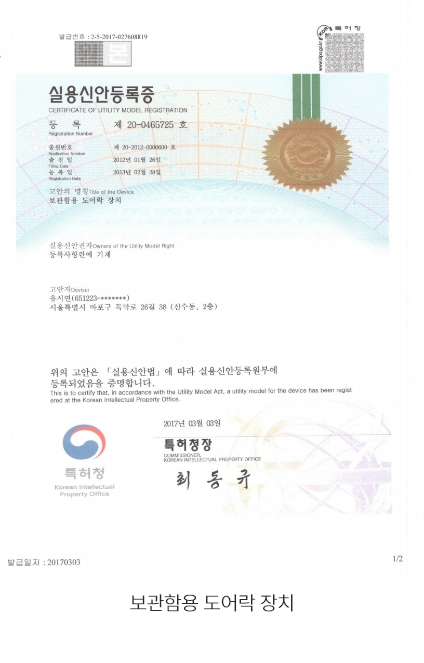 발급번호 : 2-5-2017-027608819
특허청
실용신안등록증
CERTIFICATE OF UTILITY MODEL REGISTRATION
등 록 제 20-0465725 호
Registration Number
출원번호 제 20-2012-0000600 호
Application Number
출 원 일 2012년 01월 26일
Filing Date
등 록 일 2013년 02월 28일
Registration Date
고안의 명칭 Title of the Device
보관함용 도어락 장치
실용신안권자 Owners of the Utility Model Right
등록사항란에 기재
고안자 Devisor
유시연(651223-*******)
서울특별시 마포구 독막로 26길 38 (신수동, 2층)
위의 고안은 「실용신안법」에 따라 실용신안등록원부에
등록되었음을 증명합니다.
This is to certify that, in accordance with the Utility Model Act, a utility model for the device has been regist
ered at the Korean Intellectual Property Office.
2017년 03월 03일
특허청장
COMMISSIONER,
KOREAN INTELLECTUAL PROPERTY OFFICE
최동규
특허청
Korean Intellectual
Property Office
발급일자 : 20170303
1/2
보관함용 도어락 장치